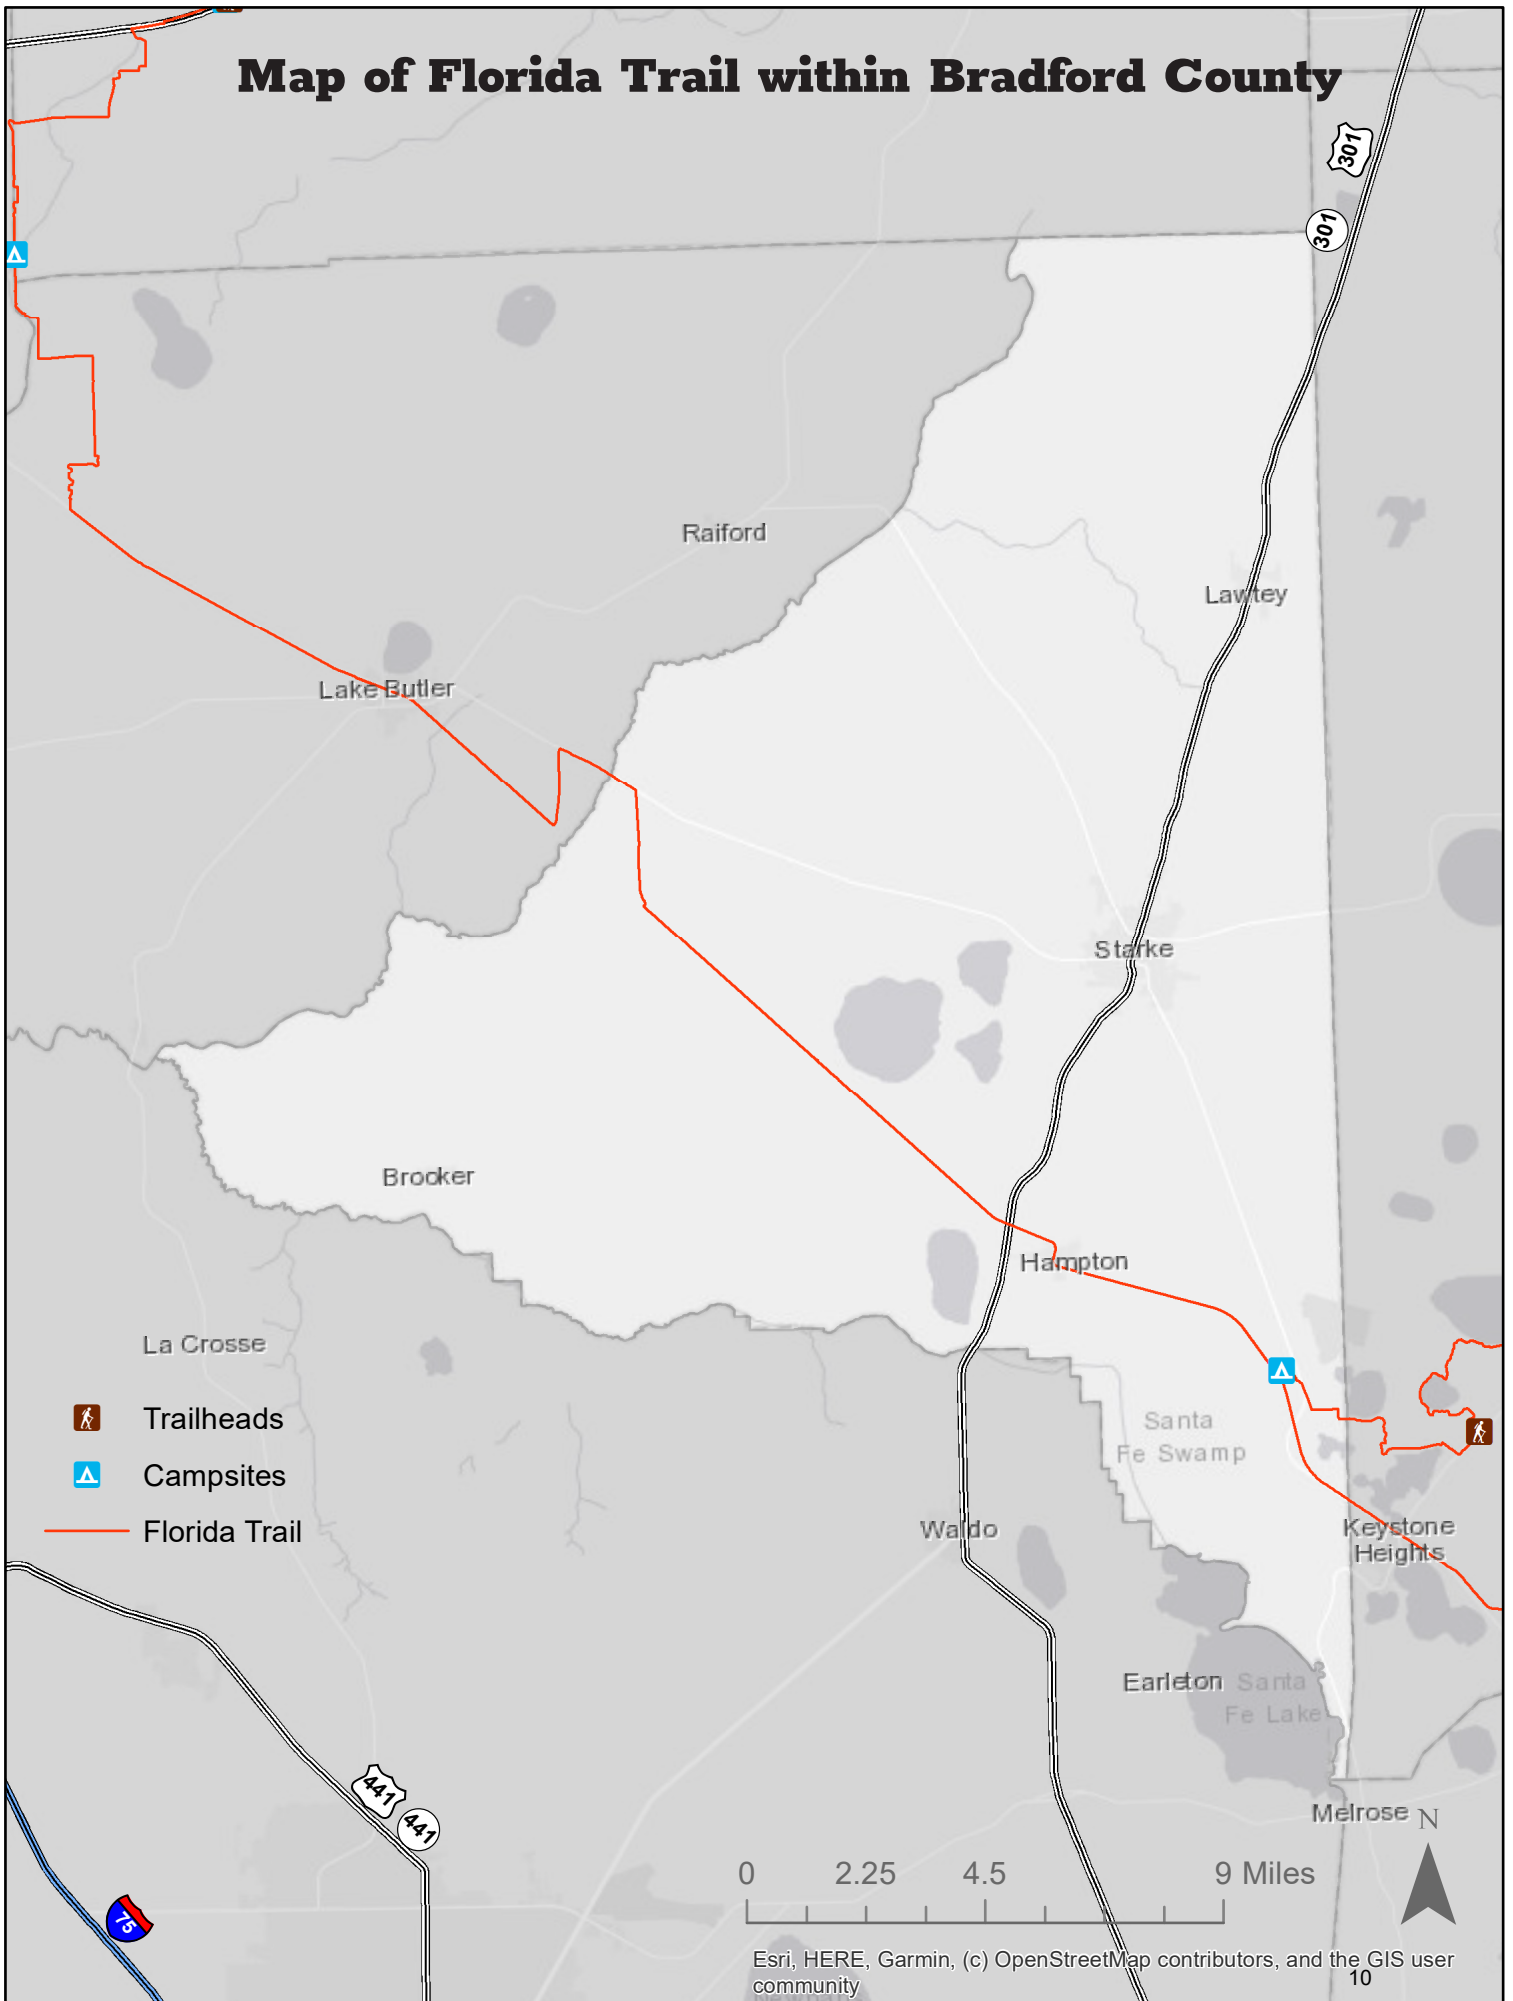 Map of Florida Trail within Bradford County
301
301
Raiford
Lawtey
Lake Butler
Starke
Brooker
Hampton
La Crosse
Trailheads
Campsites
Florida Trail
Santa
Fe Swamp
Waldo
Keystone
Heights
Earleton
Santa
Fe Lake
441
441
Melrose
N
0 2.25 4.5 9 Miles
75
Esri, HERE, Garmin, (c) OpenStreetMap contributors, and the GIS user
community
10